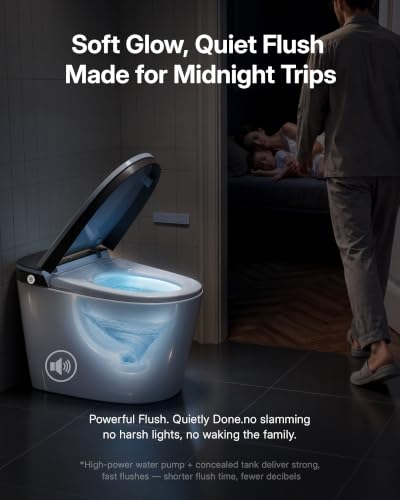 Soft Glow, Quiet Flush
Made for Midnight Trips
Powerful Flush. Quietly Done.no slamming
no harsh lights, no waking the family.
*High-power water pump + concealed tank deliver strong,
fast flushes — shorter flush time, fewer decibels